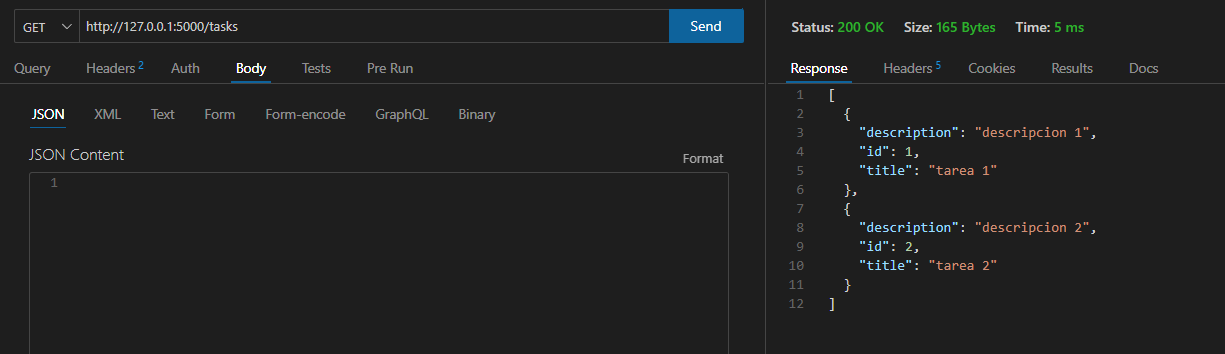 GET http://127.0.0.1:5000/tasks Send
Query Headers 2 Auth Body Tests Pre Run
JSON XML Text Form Form-encode GraphQL Binary
JSON Content Format
1
Status: 200 OK Size: 165 Bytes Time: 5 ms
Response Headers 5 Cookies Results Docs
1 [
2 {
3 "description": "descripcion 1",
4 "id": 1,
5 "title": "tarea 1"
6 },
7 {
8 "description": "descripcion 2",
9 "id": 2,
10 "title": "tarea 2"
11 }
12 ]